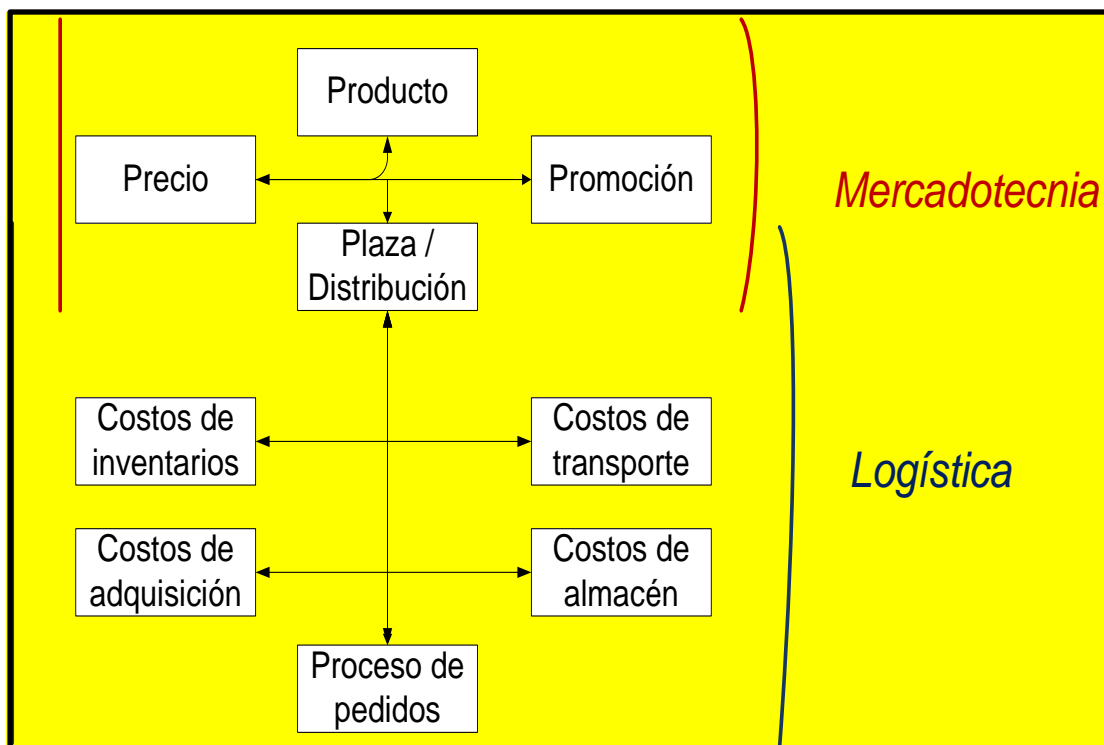 Producto
Precio
Promoción
Mercadotecnia
Plaza /
Distribución
Costos de
inventarios
Costos de
transporte
Logística
Costos de
adquisición
Costos de
almacén
Proceso de
pedidos